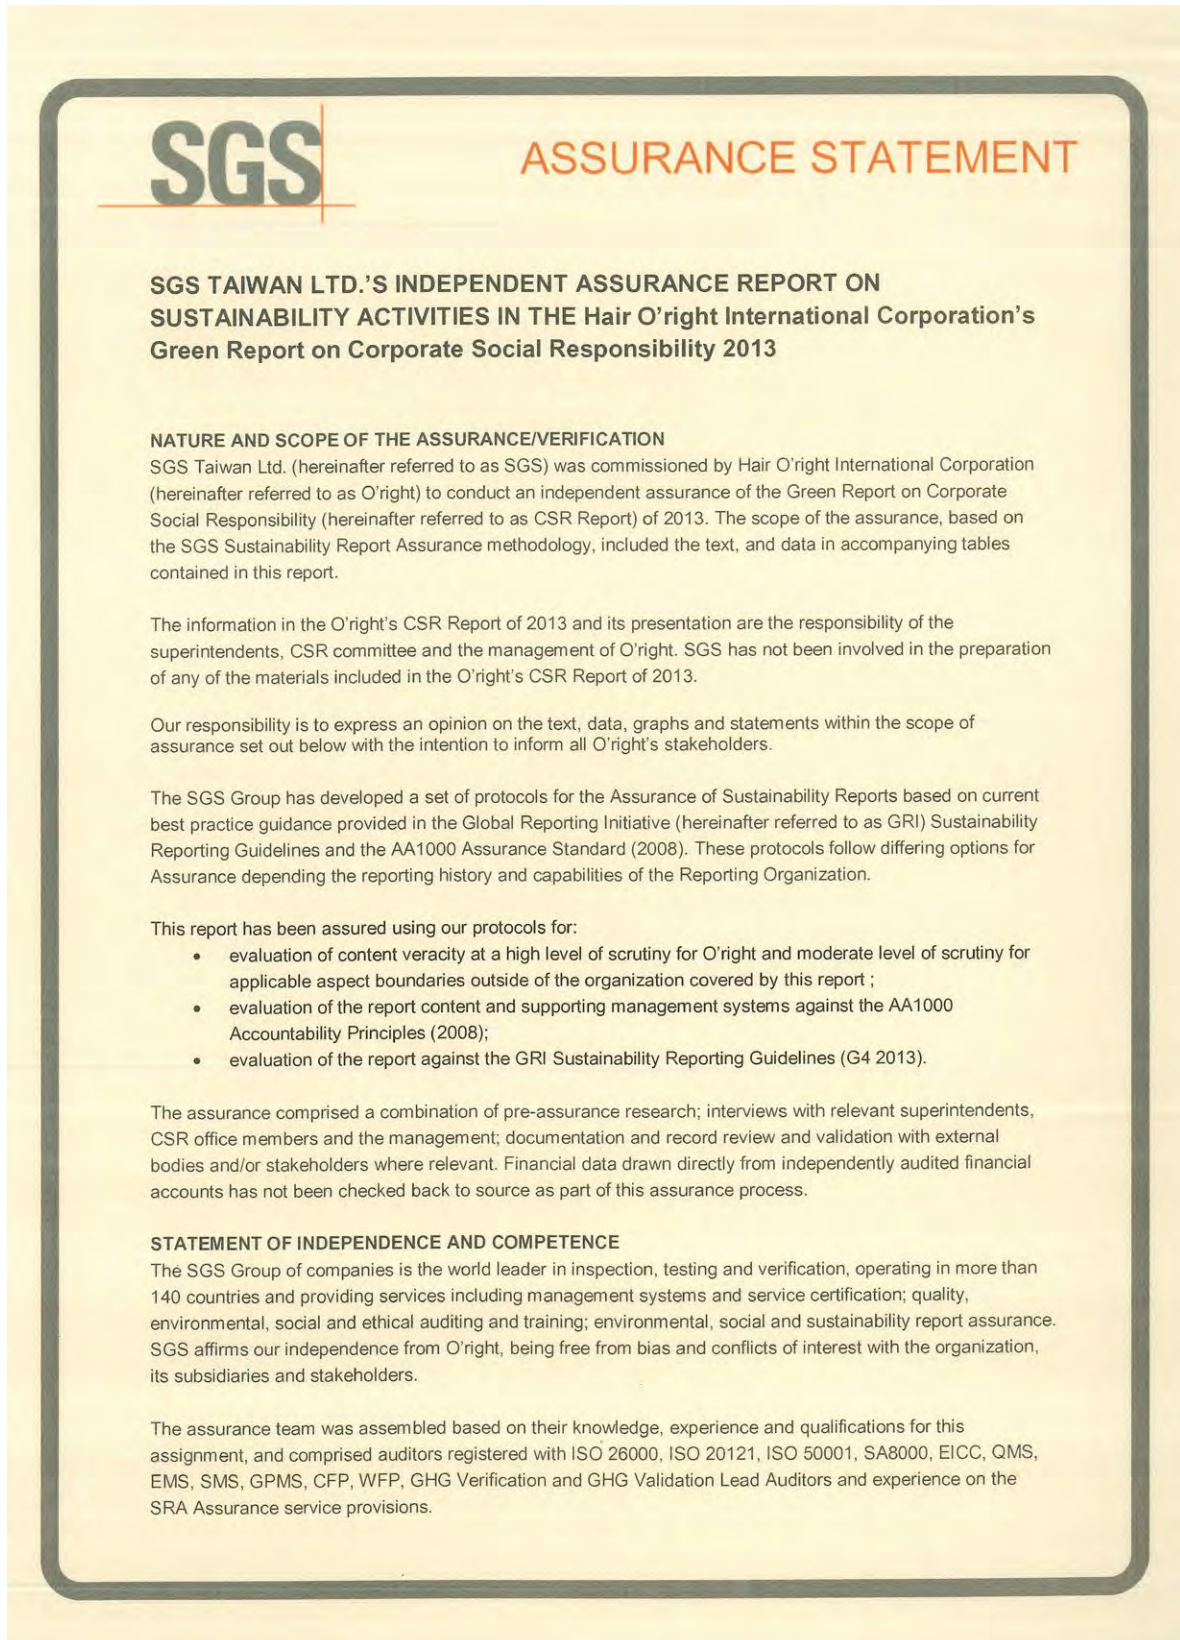 SGS
ASSURANCE STATEMENT
SGS TAIWAN LTD.'S INDEPENDENT ASSURANCE REPORT ON
SUSTAINABILITY ACTIVITIES IN THE Hair O'right International Corporation's
Green Report on Corporate Social Responsibility 2013
NATURE AND SCOPE OF THE ASSURANCE/VERIFICATION
SGS Taiwan Ltd. (hereinafter referred to as SGS) was commissioned by Hair O'right International Corporation
(hereinafter referred to as O'right) to conduct an independent assurance of the Green Report on Corporate
Social Responsibility (hereinafter referred to as CSR Report) of 2013. The scope of the assurance, based on
the SGS Sustainability Report Assurance methodology, included the text, and data in accompanying tables
contained in this report.
The information in the O'right's CSR Report of 2013 and its presentation are the responsibility of the
superintendents, CSR committee and the management of O'right. SGS has not been involved in the preparation
of any of the materials included in the O'right's CSR Report of 2013.
Our responsibility is to express an opinion on the text, data, graphs and statements within the scope of
assurance set out below with the intention to inform all O'right's stakeholders.
The SGS Group has developed a set of protocols for the Assurance of Sustainability Reports based on current
best practice guidance provided in the Global Reporting Initiative (hereinafter referred to as GRI) Sustainability
Reporting Guidelines and the AA1000 Assurance Standard (2008). These protocols follow differing options for
Assurance depending the reporting history and capabilities of the Reporting Organization.
This report has been assured using our protocols for:
• evaluation of content veracity at a high level of scrutiny for O'right and moderate level of scrutiny for
applicable aspect boundaries outside of the organization covered by this report ;
• evaluation of the report content and supporting management systems against the AA1000
Accountability Principles (2008);
• evaluation of the report against the GRI Sustainability Reporting Guidelines (G4 2013).
The assurance comprised a combination of pre-assurance research; interviews with relevant superintendents,
CSR office members and the management; documentation and record review and validation with external
bodies and/or stakeholders where relevant. Financial data drawn directly from independently audited financial
accounts has not been checked back to source as part of this assurance process.
STATEMENT OF INDEPENDENCE AND COMPETENCE
The SGS Group of companies is the world leader in inspection, testing and verification, operating in more than
140 countries and providing services including management systems and service certification; quality,
environmental, social and ethical auditing and training; environmental, social and sustainability report assurance.
SGS affirms our independence from O'right, being free from bias and conflicts of interest with the organization,
its subsidiaries and stakeholders.
The assurance team was assembled based on their knowledge, experience and qualifications for this
assignment, and comprised auditors registered with ISO 26000, ISO 20121, ISO 50001, SA8000, EICC, QMS,
EMS, SMS, GPMS, CFP, WFP, GHG Verification and GHG Validation Lead Auditors and experience on the
SRA Assurance service provisions.